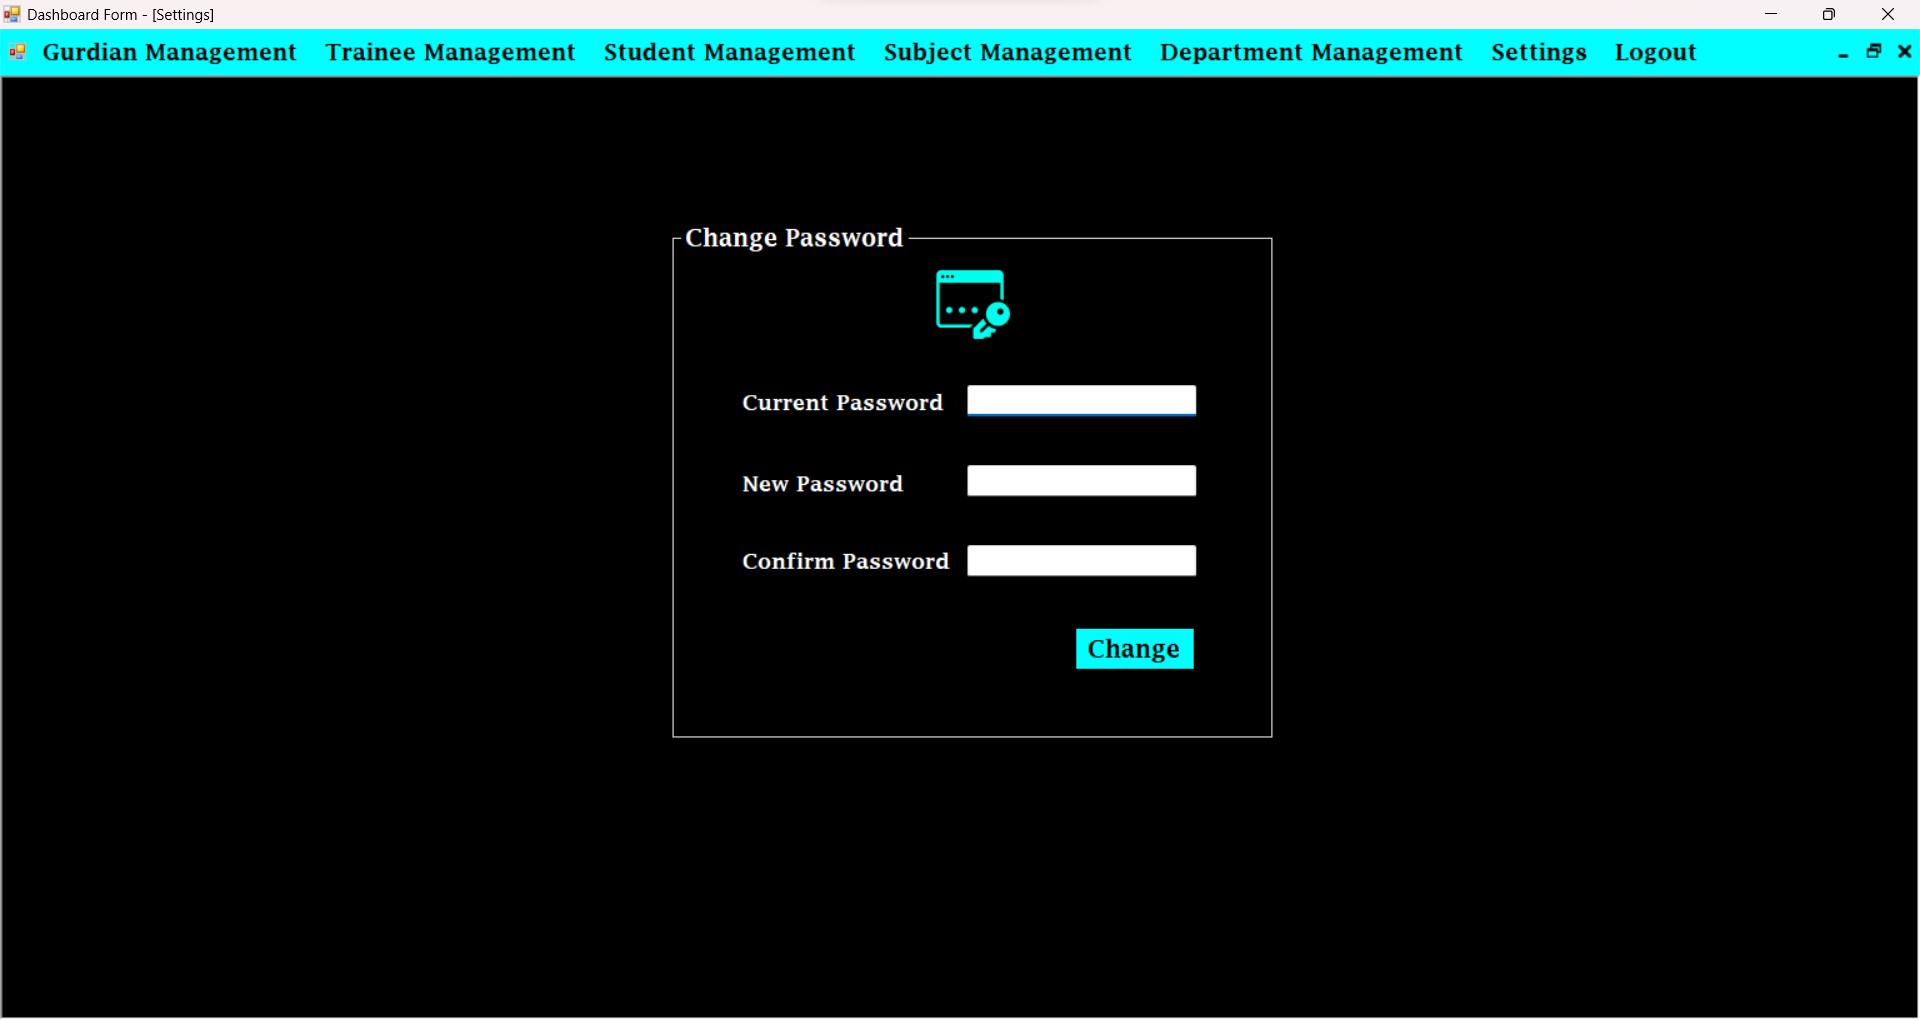 Dashboard Form - [Settings]
Gurdian Management Trainee Management Student Management Subject Management Department Management Settings Logout
Change Password
Current Password
New Password
Confirm Password
Change